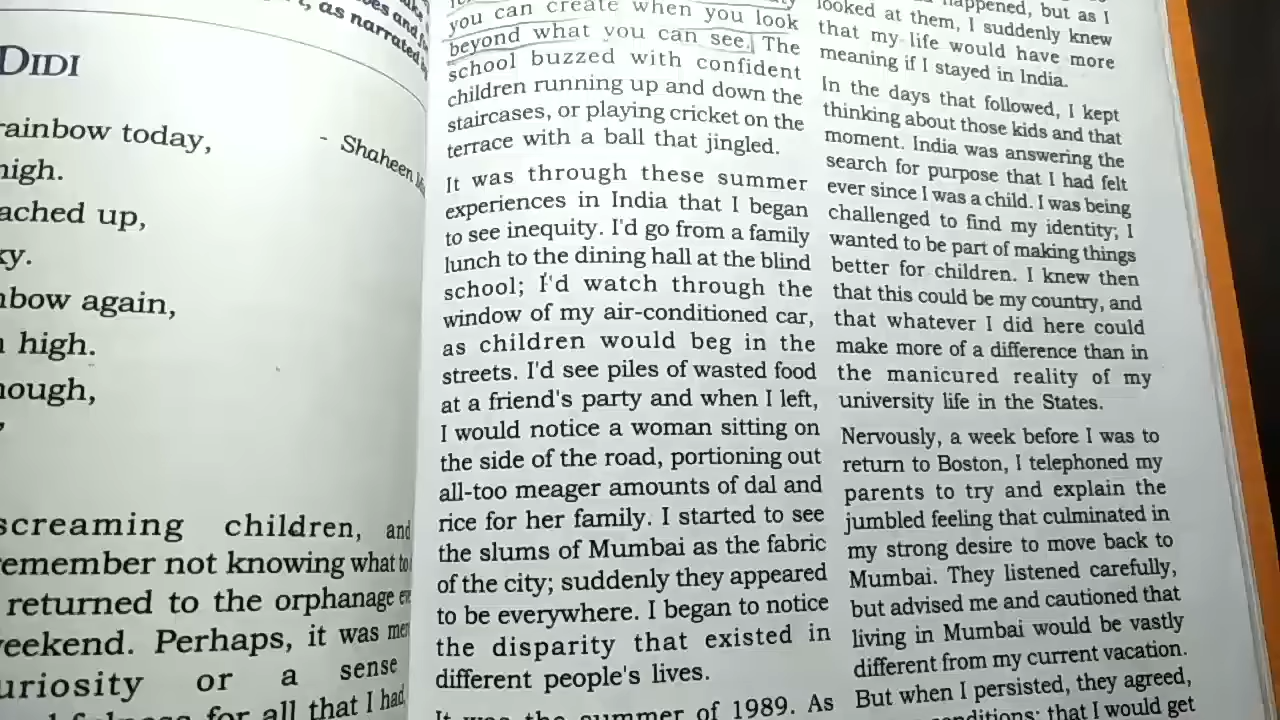 as narrated
DIDI
rainbow today,
high.
ached up,
ky.
nbow again,
high.
nough,
- Shaheen
screaming children, and
remember not knowing what to
returned to the orphanage
weekend. Perhaps, it was
uriosity or a sense
for all that I had
you can create when you look
beyond what you can see. The
school buzzed with confident
children running up and down the
staircases, or playing cricket on the
terrace with a ball that jingled.
It was through these summer
experiences in India that I began
to see inequity. I'd go from a family
lunch to the dining hall at the blind
school; I'd watch through the
window of my air-conditioned car,
as children would beg in the
streets. I'd see piles of wasted food
at a friend's party and when I left,
I would notice a woman sitting on
the side of the road, portioning out
all-too meager amounts of dal and
rice for her family. I started to see
the slums of Mumbai as the fabric
of the city; suddenly they appeared
to be everywhere. I began to notice
the disparity that existed in
different people's lives.
It was the summer of 1989. As
happened, but as I
looked at them, I suddenly knew
that my life would have more
meaning if I stayed in India.
In the days that followed, I kept
thinking about those kids and that
moment. India was answering the
search for purpose that I had felt
ever since I was a child. I was being
challenged to find my identity; I
wanted to be part of making things
better for children. I knew then
that this could be my country, and
that whatever I did here could
make more of a difference than in
the manicured reality of my
university life in the States.
Nervously, a week before I was to
return to Boston, I telephoned my
parents to try and explain the
jumbled feeling that culminated in
my strong desire to move back to
Mumbai. They listened carefully,
but advised me and cautioned that
living in Mumbai would be vastly
different from my current vacation.
But when I persisted, they agreed,
that I would get